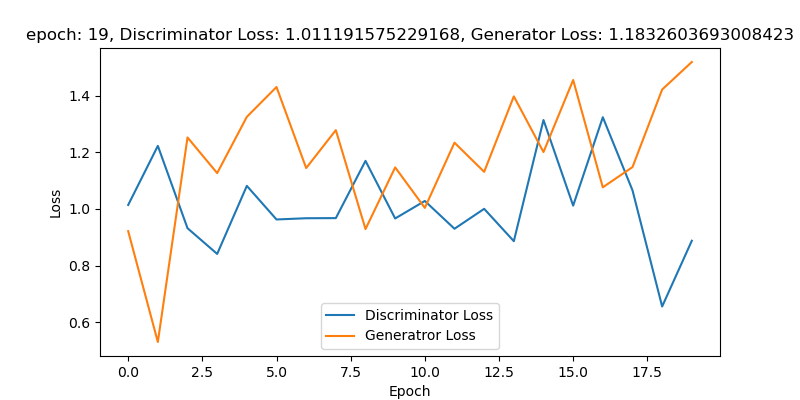 epoch: 19, Discriminator Loss: 1.011191575229168, Generator Loss: 1.1832603693008423
1.4
1.2
1.0
0.8
0.6
Loss
Discriminator Loss
Generatror Loss
0.0 2.5 5.0 7.5 10.0 12.5 15.0 17.5
Epoch